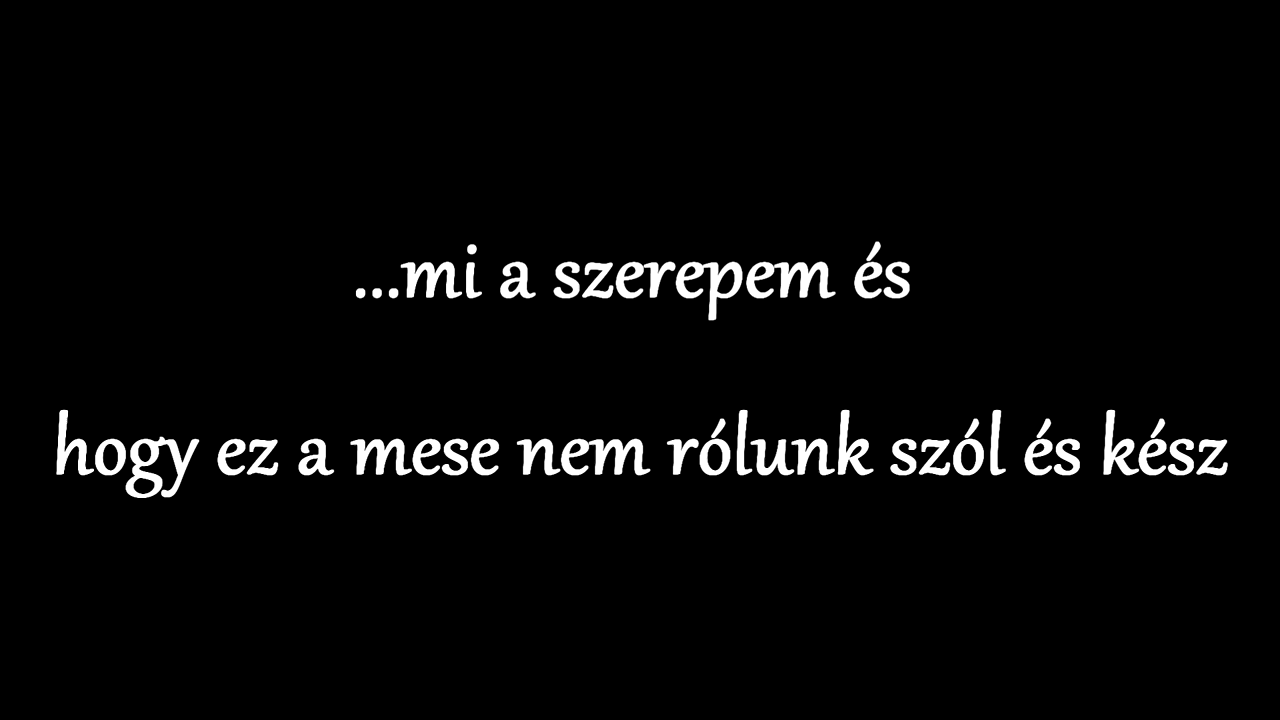 ...mi a szerepem és
hogy ez a mese nem rólunk szól és kész